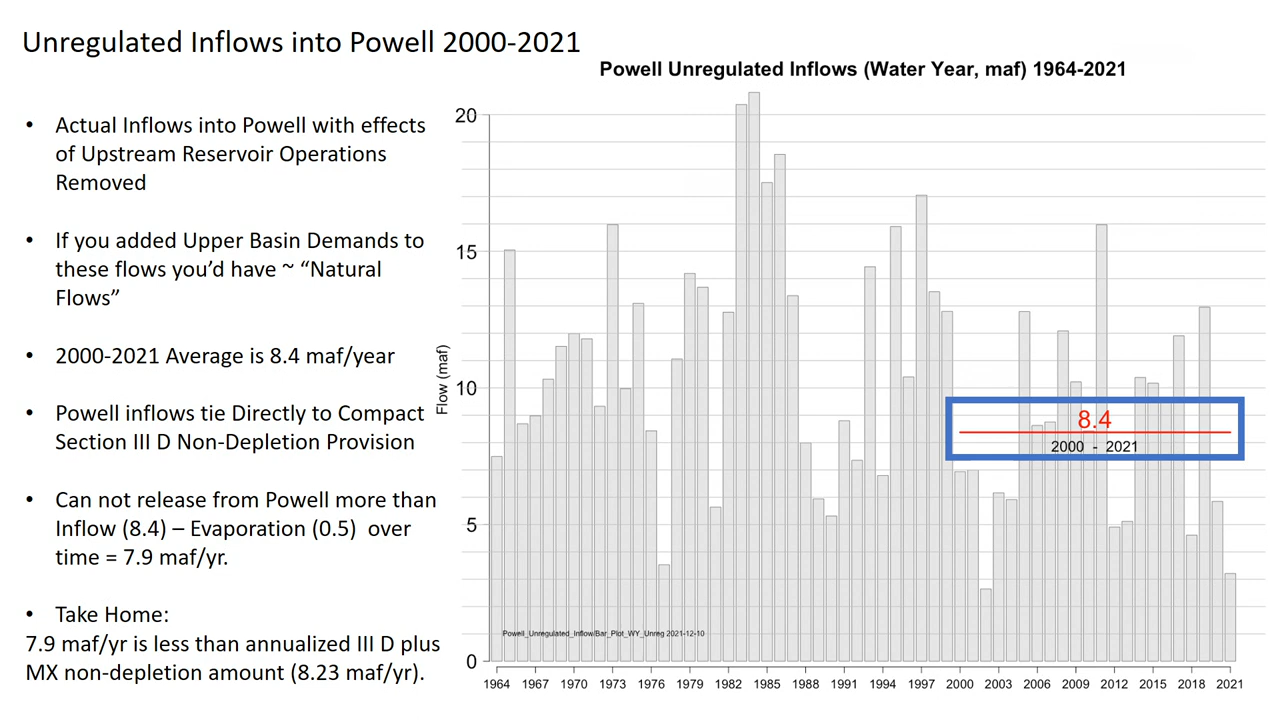 Unregulated Inflows into Powell 2000-2021
• Actual Inflows into Powell with effects
of Upstream Reservoir Operations
Removed
• If you added Upper Basin Demands to
these flows you’d have ~ “Natural
Flows”
• 2000-2021 Average is 8.4 maf/year
• Powell inflows tie Directly to Compact
Section III D Non-Depletion Provision
• Can not release from Powell more than
Inflow (8.4) – Evaporation (0.5) over
time = 7.9 maf/yr.
• Take Home:
7.9 maf/yr is less than annualized III D plus
MX non-depletion amount (8.23 maf/yr).
Powell Unregulated Inflows (Water Year, maf) 1964-2021
Flow (maf)
20
15
10
5
0
8.4
2000 - 2021
Powell_Unregulated_Inflow/Bar_Plot_WY_Unreg 2021-12-10
1964 1967 1970 1973 1976 1979 1982 1985 1988 1991 1994 1997 2000 2003 2006 2009 2012 2015 2018 2021